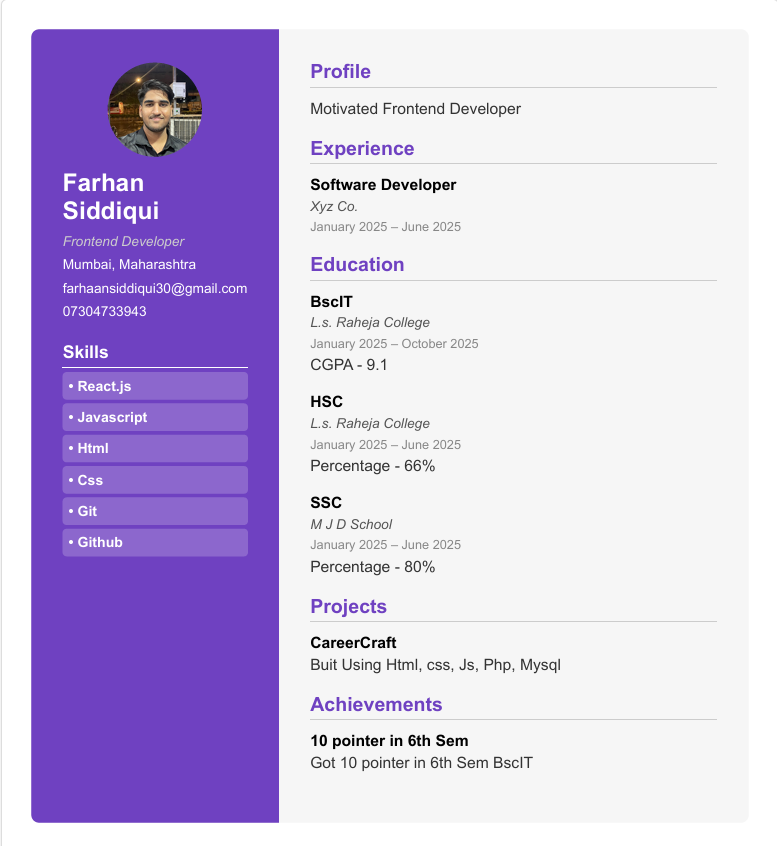 Farhan
Siddiqui
Frontend Developer
Mumbai, Maharashtra
farhaansiddiqui30@gmail.com
07304733943
Skills
• React.js
• Javascript
• Html
• Css
• Git
• Github
Profile
Motivated Frontend Developer
Experience
Software Developer
Xyz Co.
January 2025 – June 2025
Education
BscIT
L.s. Raheja College
January 2025 – October 2025
CGPA - 9.1
HSC
L.s. Raheja College
January 2025 – June 2025
Percentage - 66%
SSC
M J D School
January 2025 – June 2025
Percentage - 80%
Projects
CareerCraft
Buit Using Html, css, Js, Php, Mysql
Achievements
10 pointer in 6th Sem
Got 10 pointer in 6th Sem BscIT